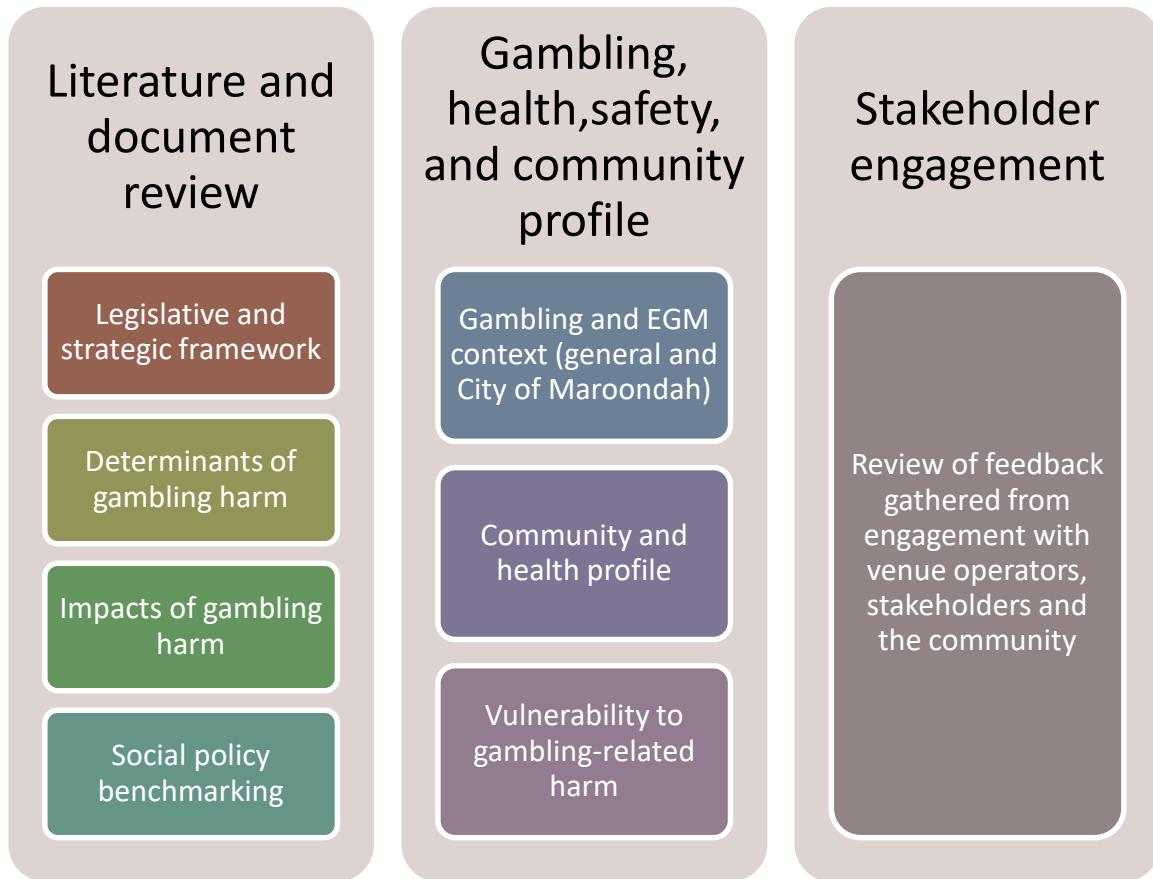 Literature and
document
review
Legislative and
strategic framework
Determinants of
gambling harm
Impacts of gambling
harm
Social policy
benchmarking
Gambling,
health,safety,
and community
profile
Gambling and EGM
context (general and
City of Maroondah)
Community and
health profile
Vulnerability to
gambling-related
harm
Stakeholder
engagement
Review of feedback
gathered from
engagement with
venue operators,
stakeholders and
the community